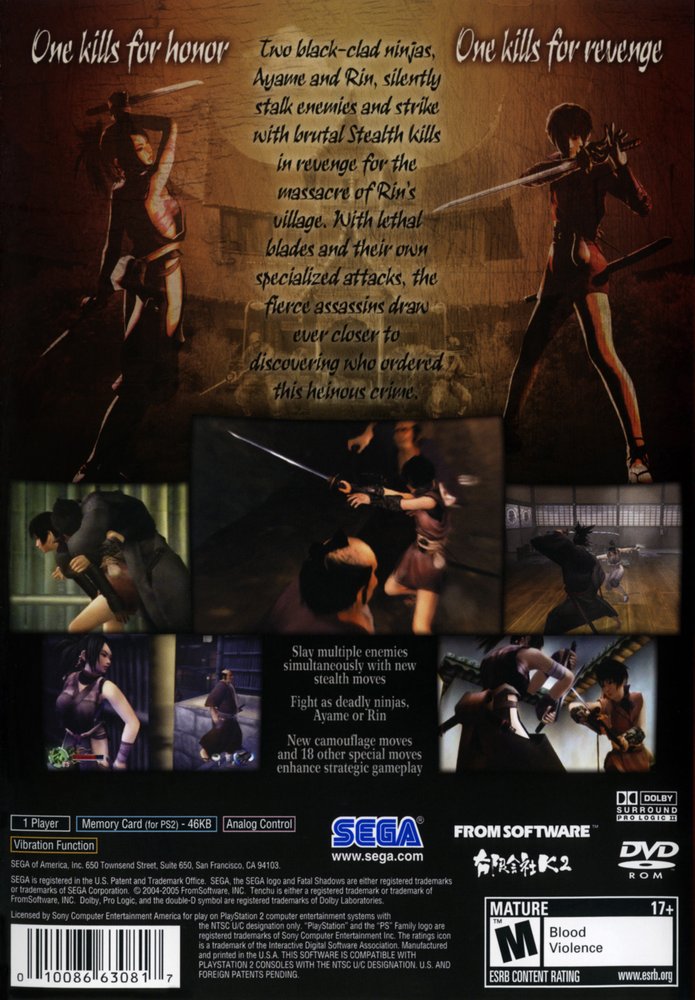 One kills for honor
One kills for revenge
Two black-clad ninjas,
Ayame and Rin, silently
stalk enemies and strike
with brutal Stealth kills
in revenge for the
massacre of Rin's
village. With lethal
blades and their own
specialized attacks, the
fierce assassins draw
ever closer to
discovering who ordered
this heinous crime.
Slay multiple enemies
simultaneously with new
stealth moves
Fight as deadly ninjas,
Ayame or Rin
New camouflage moves
and 18 other special moves
enhance strategic gameplay
1 Player
Memory Card (for PS2) - 46KB
Analog Control
Vibration Function
SEGA®
www.sega.com
FROMSOFTWARE™
有限会社K2
DOLBY
SURROUND
PRO LOGIC II
DVD
ROM
SEGA of America, Inc. 650 Townsend Street, Suite 650, San Francisco, CA 94103.
SEGA is registered in the U.S. Patent and Trademark Office. SEGA, the SEGA logo and Fatal Shadows are either registered trademarks
or trademarks of SEGA Corporation. © 2004-2005 FromSoftware, INC. Tenchu is either a registered trademark or trademark of
FromSoftware, INC. Dolby, Pro Logic, and the double-D symbol are registered trademarks of Dolby Laboratories.
Licensed by Sony Computer Entertainment America for play on PlayStation 2 computer entertainment systems with
the NTSC U/C designation only. "PlayStation" and the "PS" Family logo are
registered trademarks of Sony Computer Entertainment Inc. The ratings icon
is a trademark of the Interactive Digital Software Association. Manufactured
and printed in the U.S.A. THIS SOFTWARE IS COMPATIBLE WITH
PLAYSTATION 2 CONSOLES WITH THE NTSC U/C DESIGNATION. U.S. AND
FOREIGN PATENTS PENDING.
0 10086 63081 7
MATURE 17+
M
Blood
Violence
ESRB CONTENT RATING www.esrb.org